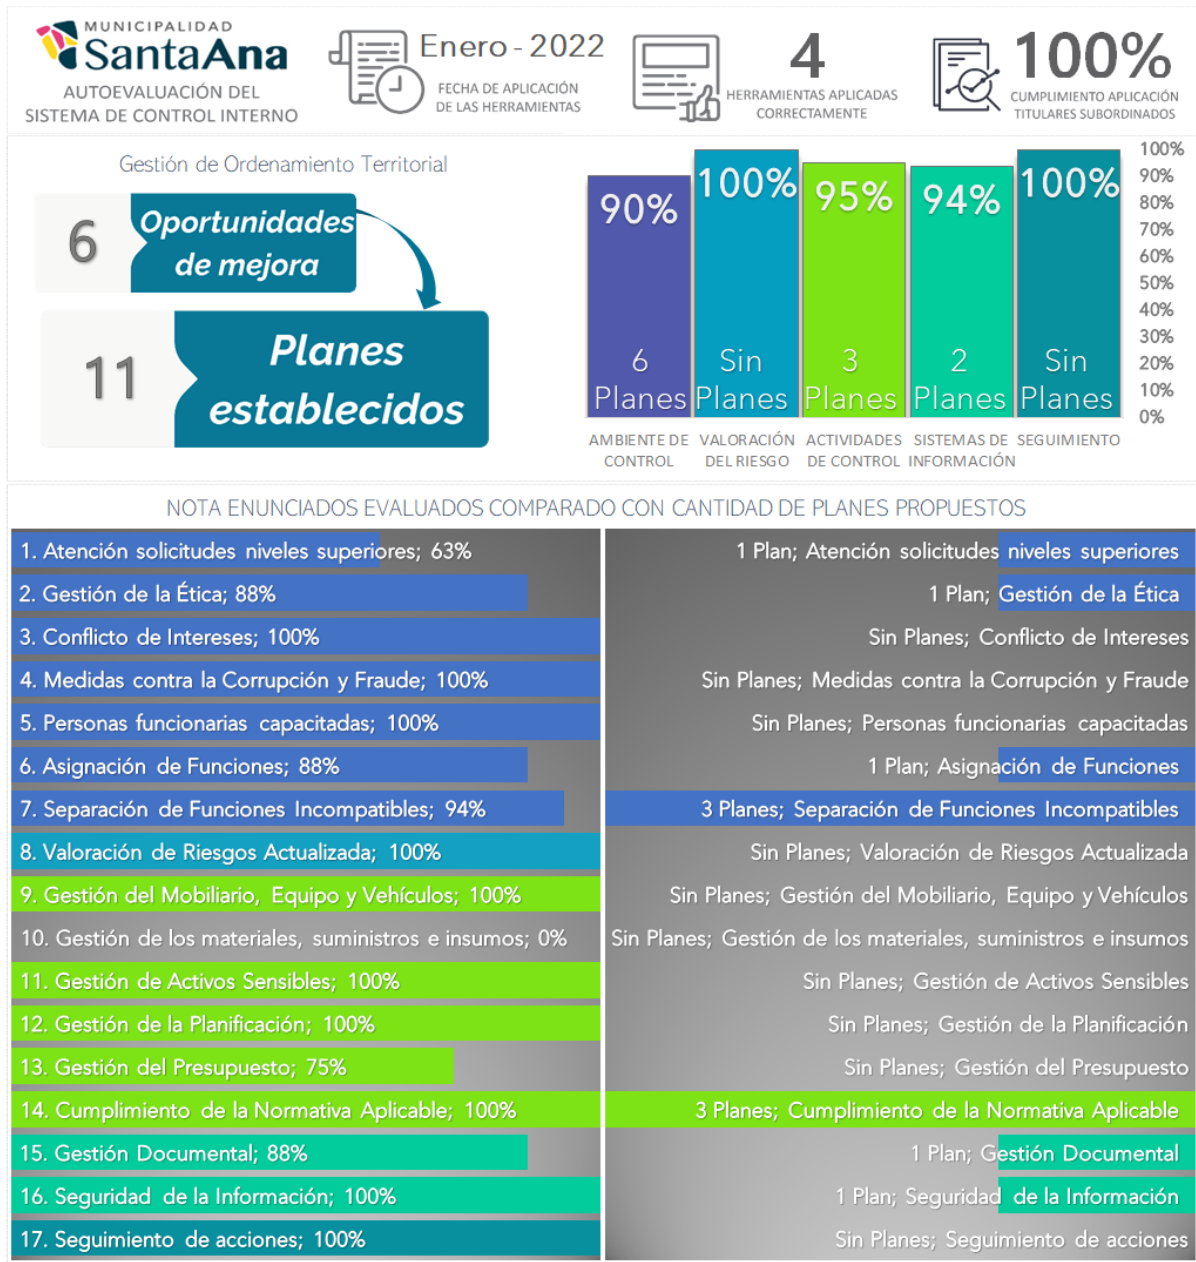 MUNICIPALIDAD
SantaAna
AUTOEVALUACIÓN DEL
SISTEMA DE CONTROL INTERNO
Enero - 2022
FECHA DE APLICACIÓN
DE LAS HERRAMIENTAS
4
HERRAMIENTAS APLICADAS
CORRECTAMENTE
100%
CUMPLIMIENTO APLICACIÓN
TITULARES SUBORDINADOS
Gestión de Ordenamiento Territorial
6
Oportunidades
de mejora
11
Planes
establecidos
90%
100%
95%
94%
100%
6
Planes
Sin
Planes
3
Planes
2
Planes
Sin
Planes
100%
90%
80%
70%
60%
50%
40%
30%
20%
10%
0%
AMBIENTE DE
CONTROL
VALORACIÓN
DEL RIESGO
ACTIVIDADES
DE CONTROL
SISTEMAS DE
INFORMACIÓN
SEGUIMIENTO
NOTA ENUNCIADOS EVALUADOS COMPARADO CON CANTIDAD DE PLANES PROPUESTOS
1. Atención solicitudes niveles superiores; 63%
1 Plan; Atención solicitudes niveles superiores
2. Gestión de la Ética; 88%
1 Plan; Gestión de la Ética
3. Conflicto de Intereses; 100%
Sin Planes; Conflicto de Intereses
4. Medidas contra la Corrupción y Fraude; 100%
Sin Planes; Medidas contra la Corrupción y Fraude
5. Personas funcionarias capacitadas; 100%
Sin Planes; Personas funcionarias capacitadas
6. Asignación de Funciones; 88%
1 Plan; Asignación de Funciones
7. Separación de Funciones Incompatibles; 94%
3 Planes; Separación de Funciones Incompatibles
8. Valoración de Riesgos Actualizada; 100%
Sin Planes; Valoración de Riesgos Actualizada
9. Gestión del Mobiliario, Equipo y Vehículos; 100%
Sin Planes; Gestión del Mobiliario, Equipo y Vehículos
10. Gestión de los materiales, suministros e insumos; 0%
Sin Planes; Gestión de los materiales, suministros e insumos
11. Gestión de Activos Sensibles; 100%
Sin Planes; Gestión de Activos Sensibles
12. Gestión de la Planificación; 100%
Sin Planes; Gestión de la Planificación
13. Gestión del Presupuesto; 75%
Sin Planes; Gestión del Presupuesto
14. Cumplimiento de la Normativa Aplicable; 100%
3 Planes; Cumplimiento de la Normativa Aplicable
15. Gestión Documental; 88%
1 Plan; Gestión Documental
16. Seguridad de la Información; 100%
1 Plan; Seguridad de la Información
17. Seguimiento de acciones; 100%
Sin Planes; Seguimiento de acciones